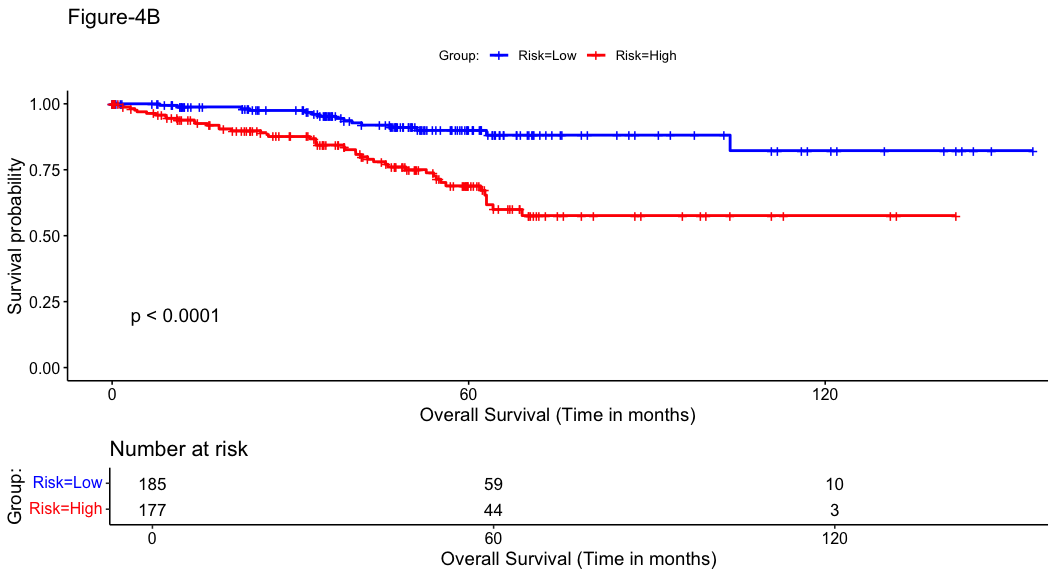 Figure-4B
Group: Risk=Low Risk=High
Survival probability
1.00
0.75
0.50
0.25
0.00
p < 0.0001
0 60 120
Overall Survival (Time in months)
Number at risk
Group:
Risk=Low 185 59 10
Risk=High 177 44 3
0 60 120
Overall Survival (Time in months)